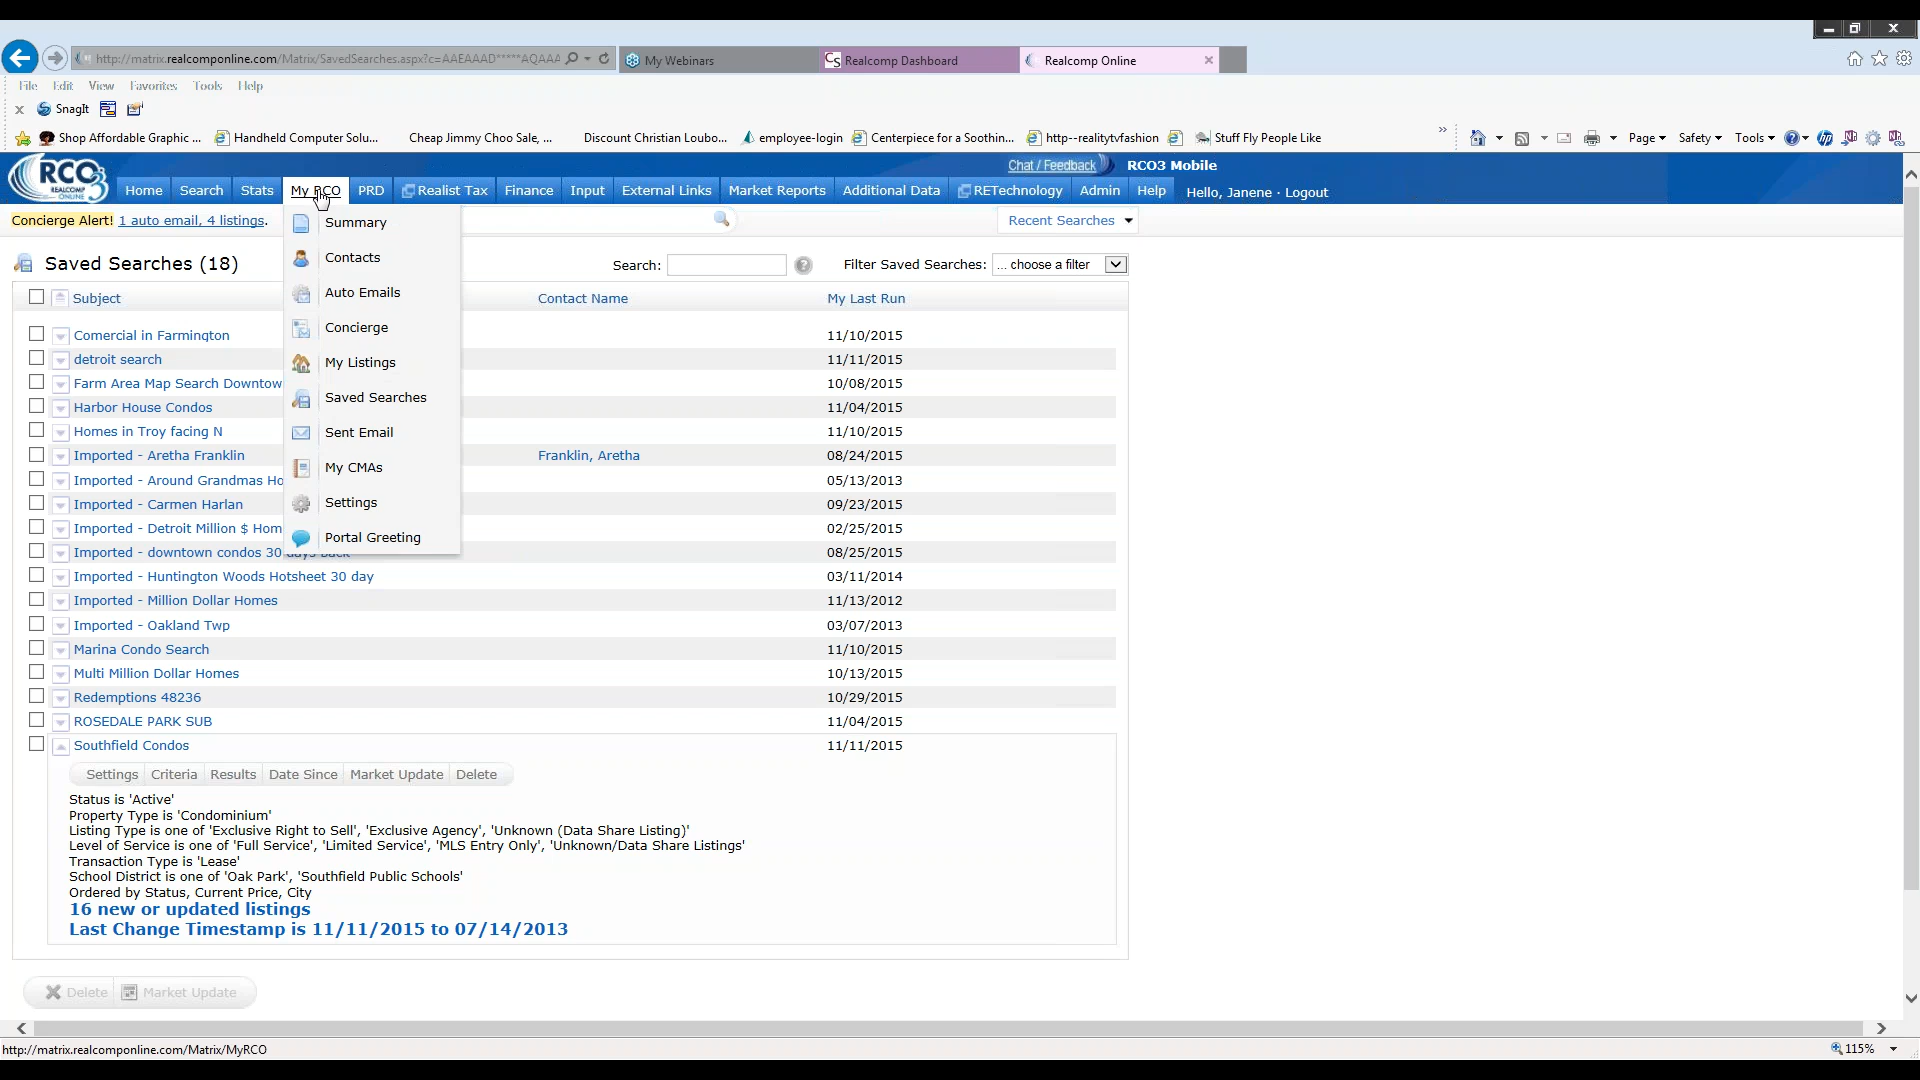 http://matrix.realcomponline.com/Matrix/SavedSearches.aspx?c=AAEAAAD*****AQAAA
My Webinars
CS Realcomp Dashboard
Realcomp Online
File Edit View Favorites Tools Help
x SnagIt
Shop Affordable Graphic ... Handheld Computer Solu... Cheap Jimmy Choo Sale, ... Discount Christian Loubo... employee-login Centerpiece for a Soothin... http--realitytvfashion Stuff Fly People Like
Page Safety Tools
RCO3
REALCOMP ONLINE
Chat / Feedback RCO3 Mobile
Home Search Stats My RCO PRD Realist Tax Finance Input External Links Market Reports Additional Data RETechnology Admin Help Hello, Janene · Logout
Concierge Alert! 1 auto email, 4 listings.
Recent Searches
Summary
Contacts
Auto Emails
Concierge
My Listings
Saved Searches
Sent Email
My CMAs
Settings
Portal Greeting
Saved Searches (18)
Search: ? Filter Saved Searches: ... choose a filter
Subject Contact Name My Last Run
Comercial in Farmington 11/10/2015
detroit search 11/11/2015
Farm Area Map Search Downtow 10/08/2015
Harbor House Condos 11/04/2015
Homes in Troy facing N 11/10/2015
Imported - Aretha Franklin Franklin, Aretha 08/24/2015
Imported - Around Grandmas Ho 05/13/2013
Imported - Carmen Harlan 09/23/2015
Imported - Detroit Million $ Hom 02/25/2015
Imported - downtown condos 30 days back 08/25/2015
Imported - Huntington Woods Hotsheet 30 day 03/11/2014
Imported - Million Dollar Homes 11/13/2012
Imported - Oakland Twp 03/07/2013
Marina Condo Search 11/10/2015
Multi Million Dollar Homes 10/13/2015
Redemptions 48236 10/29/2015
ROSEDALE PARK SUB 11/04/2015
Southfield Condos 11/11/2015
Settings Criteria Results Date Since Market Update Delete
Status is 'Active'
Property Type is 'Condominium'
Listing Type is one of 'Exclusive Right to Sell', 'Exclusive Agency', 'Unknown (Data Share Listing)'
Level of Service is one of 'Full Service', 'Limited Service', 'MLS Entry Only', 'Unknown/Data Share Listings'
Transaction Type is 'Lease'
School District is one of 'Oak Park', 'Southfield Public Schools'
Ordered by Status, Current Price, City
16 new or updated listings
Last Change Timestamp is 11/11/2015 to 07/14/2013
Delete Market Update
http://matrix.realcomponline.com/Matrix/MyRCO
115%